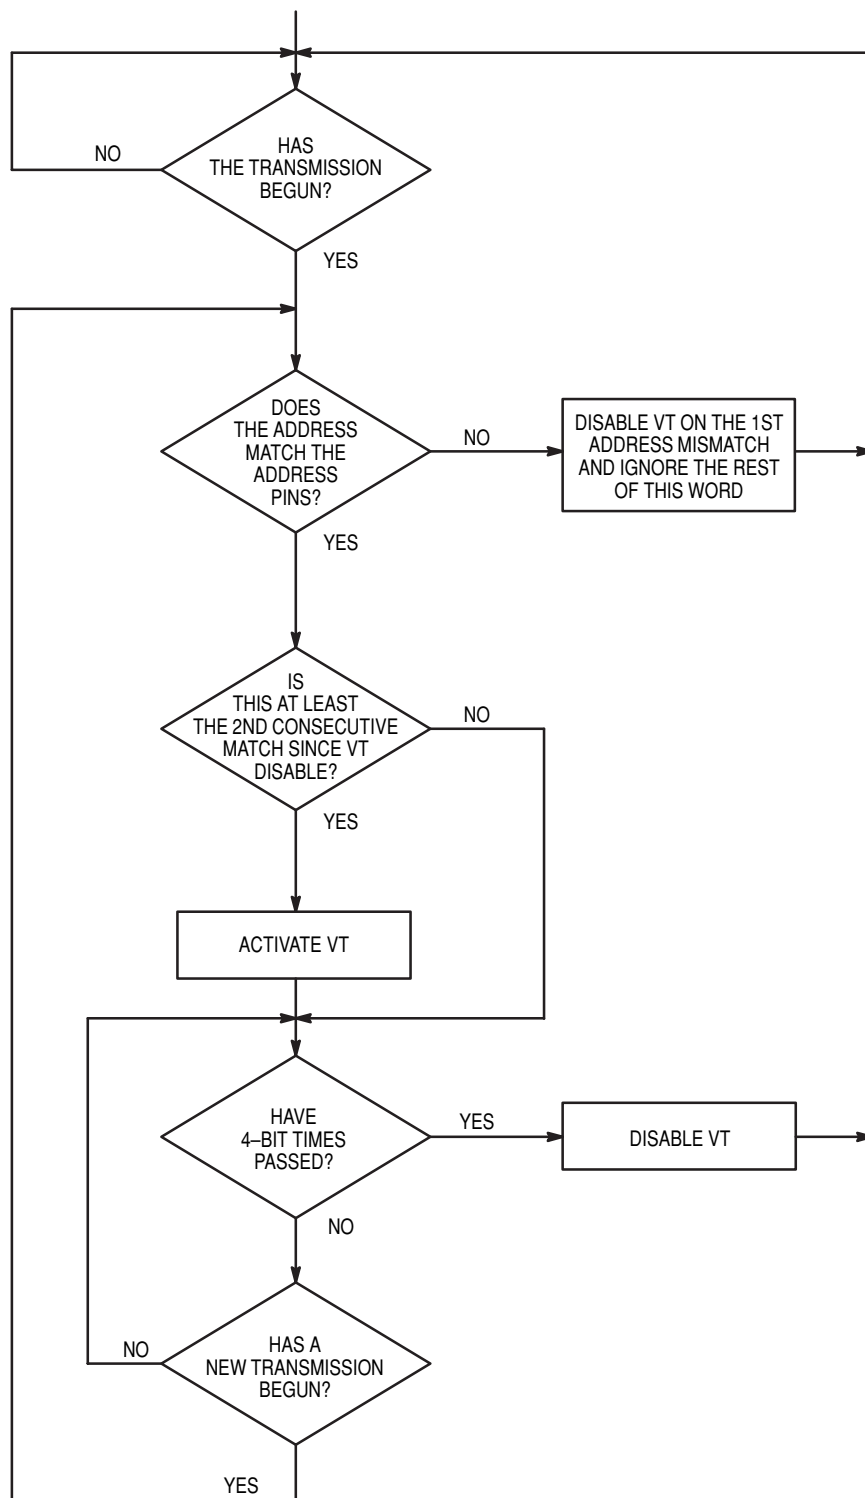 HAS
THE TRANSMISSION
BEGUN?
NO
YES
DOES
THE ADDRESS
MATCH THE
ADDRESS
PINS?
NO
DISABLE VT ON THE 1ST
ADDRESS MISMATCH
AND IGNORE THE REST
OF THIS WORD
YES
IS
THIS AT LEAST
THE 2ND CONSECUTIVE
MATCH SINCE VT
DISABLE?
NO
YES
ACTIVATE VT
HAVE
4–BIT TIMES
PASSED?
YES
DISABLE VT
NO
HAS A
NEW TRANSMISSION
BEGUN?
NO
YES